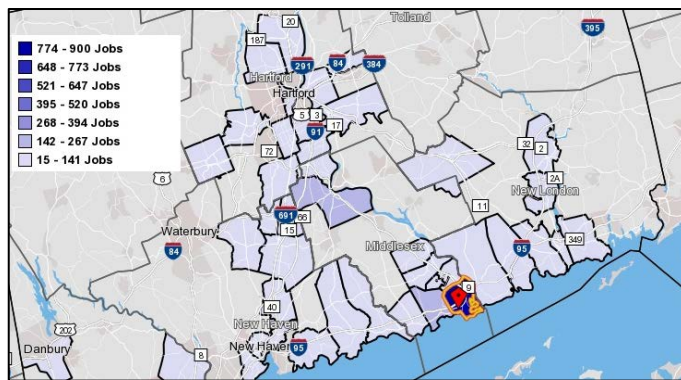 774 - 900 Jobs
648 - 773 Jobs
521 - 647 Jobs
395 - 520 Jobs
268 - 394 Jobs
142 - 267 Jobs
15 - 141 Jobs
20
Tolland
187
395
291
84
384
Hartford
Hartford
5
3
17
91
72
32
2
6
2A
New London
691
66
11
15
Waterbury
84
Middlesex
95
349
9
40
New Haven
202
New Haven
95
8
Danbury